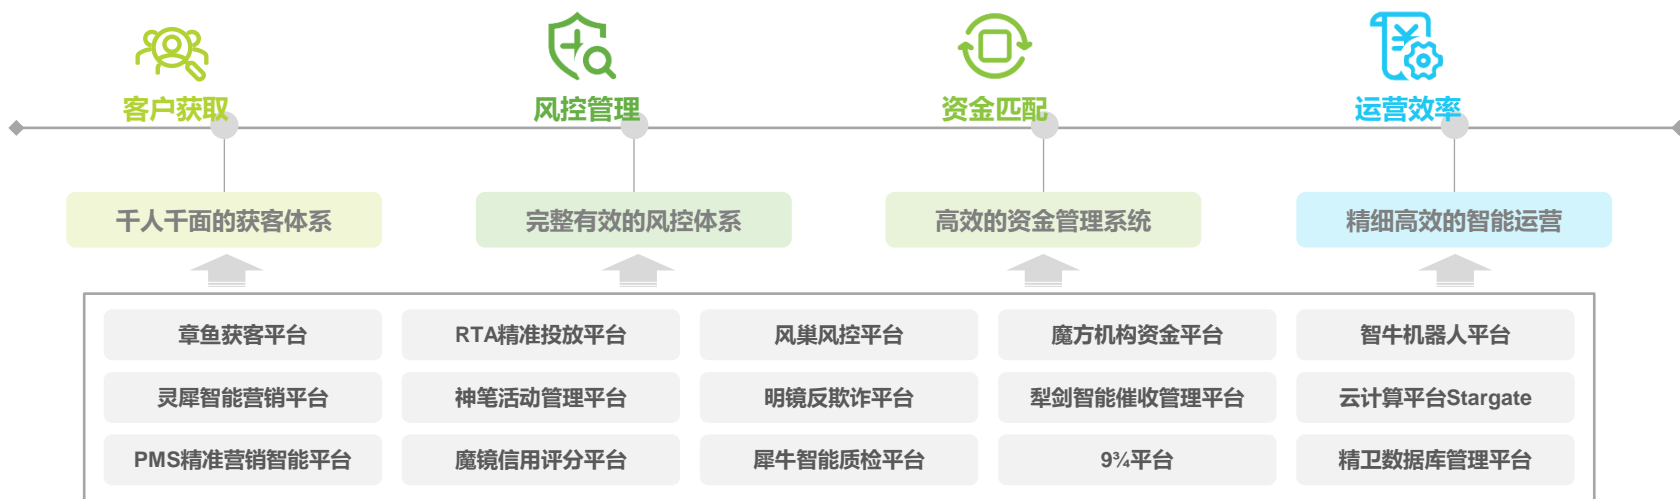 客户获取
风控管理
资金匹配
运营效率
千人千面的获客体系
完整有效的风控体系
高效的资金管理系统
精细高效的智能运营
章鱼获客平台
RTA精准投放平台
风巢风控平台
魔方机构资金平台
智牛机器人平台
灵犀智能营销平台
神笔活动管理平台
明镜反欺诈平台
犁剑智能催收管理平台
云计算平台Stargate
PMS精准营销智能平台
魔镜信用评分平台
犀牛智能质检平台
9¾平台
精卫数据库管理平台